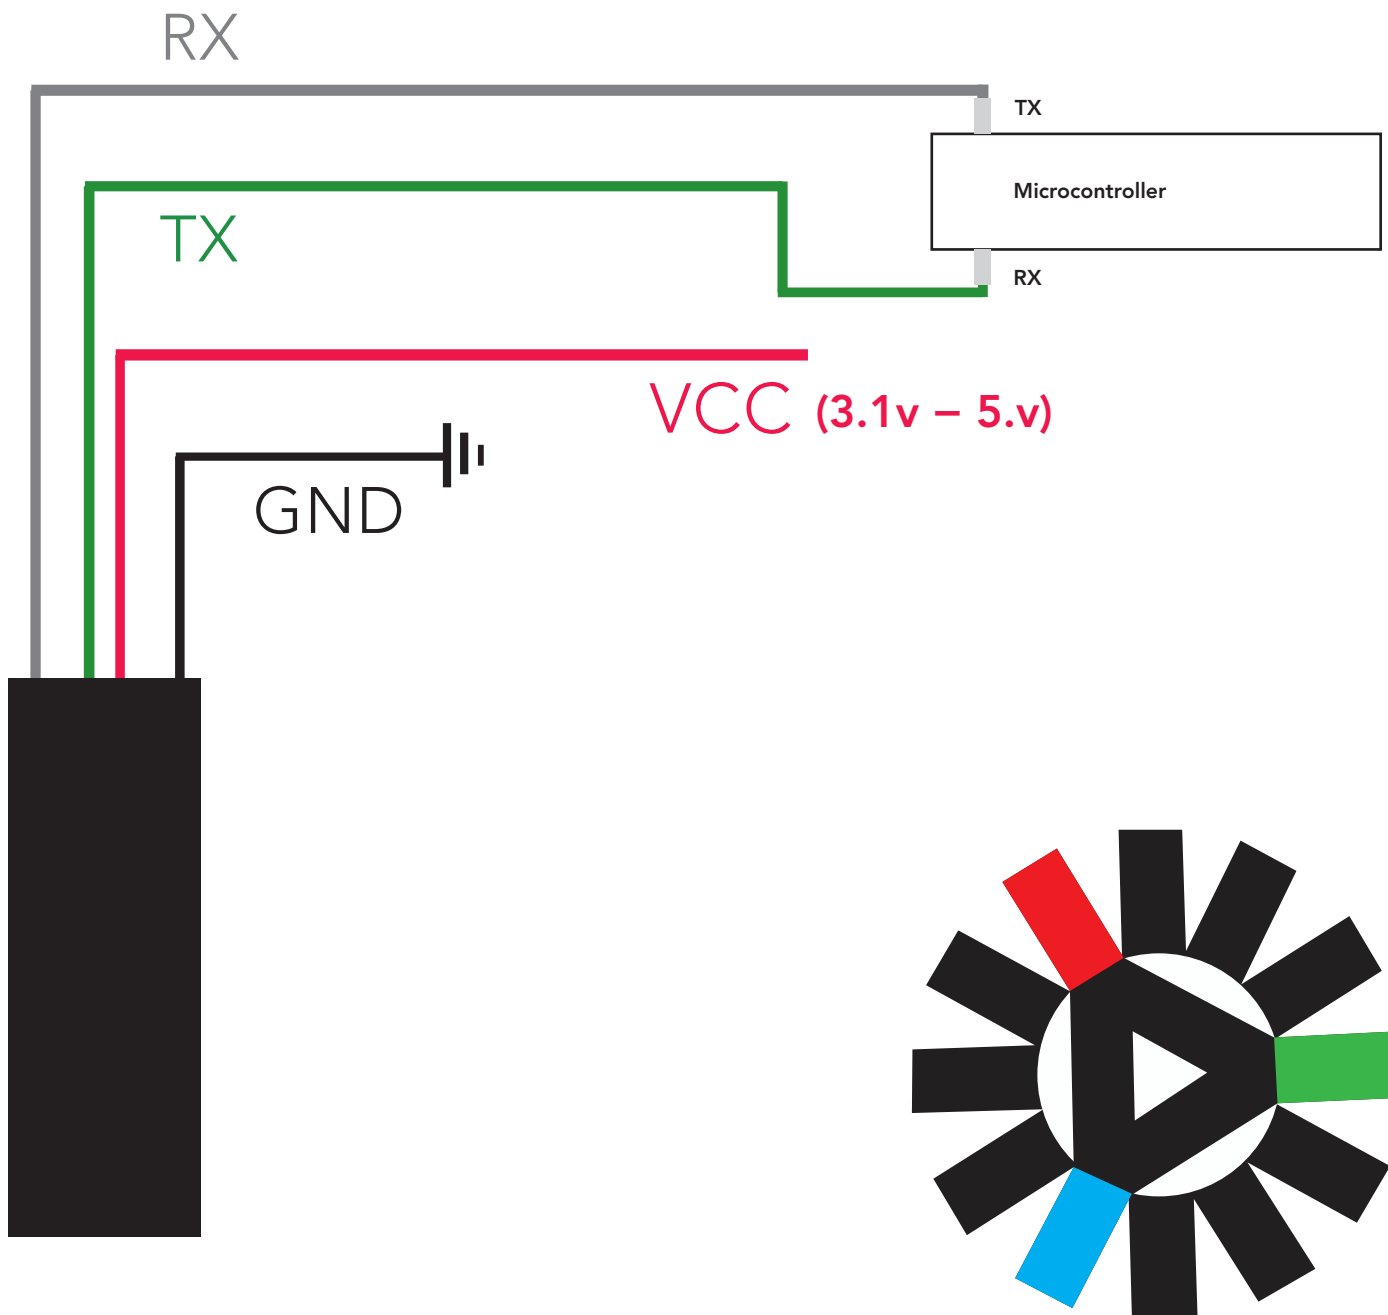 RX
TX
Microcontroller
TX
RX
VCC (3.1v – 5.v)
GND